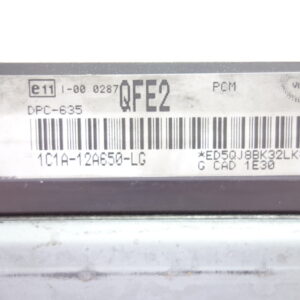 e11 I-00 0287 QFE2 PCM
DPC-635
1C1A-12A650-LG *ED5QJ8BK32LK
G CAD 1E30